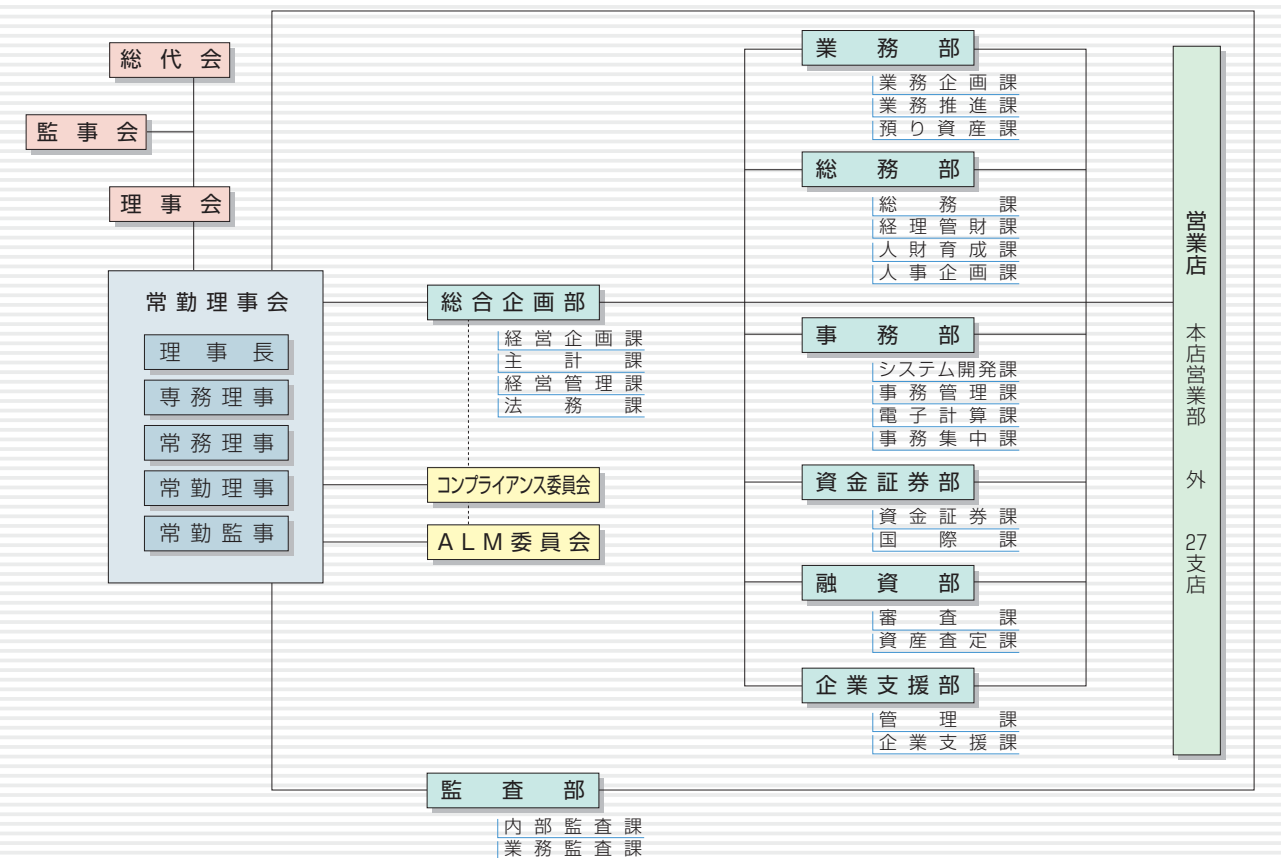 総代会
監事会
理事会
常勤理事会
理事長
専務理事
常務理事
常勤理事
常勤監事
総合企画部
経営企画課
主計課
経営管理課
法務課
コンプライアンス委員会
ALM委員会
業務部
業務企画課
業務推進課
預り資産課
総務部
総務課
経理管財課
人財育成課
人事企画課
事務部
システム開発課
事務管理課
電子計算課
事務集中課
資金証券部
資金証券課
国際課
融資部
審査課
資産査定課
企業支援部
管理課
企業支援課
営業店 本店営業部 外 27支店
監査部
内部監査課
業務監査課